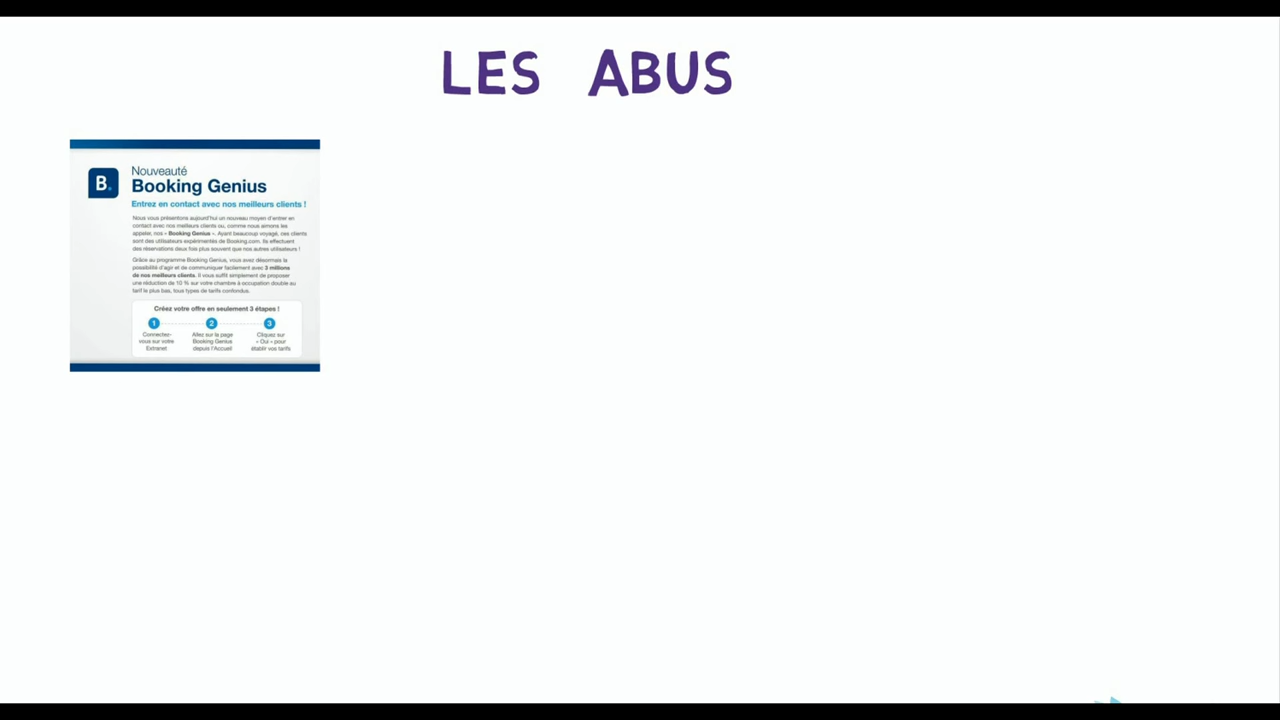 LES ABUS
B.
Nouveauté
Booking Genius
Entrez en contact avec nos meilleurs clients !
Nous vous présentons aujourd'hui un nouveau moyen d'entrer en
contact avec nos meilleurs clients ou, comme nous aimons les
appeler, nos « Booking Genius ». Ayant beaucoup voyagé, ces clients
sont des utilisateurs expérimentés de Booking.com. Ils effectuent
des réservations deux fois plus souvent que nos autres utilisateurs !
Grâce au programme Booking Genius, vous avez désormais la
possibilité d'agir et de communiquer facilement avec 3 millions
de nos meilleurs clients. Il vous suffit simplement de proposer
une réduction de 10 % sur votre chambre à occupation double au
tarif le plus bas, tous types de tarifs confondus.
Créez votre offre en seulement 3 étapes !
1 2 3
Connectez-
vous sur votre
Extranet
Allez sur la page
Booking Genius
depuis l'Accueil
Cliquez sur
« Oui » pour
établir vos tarifs